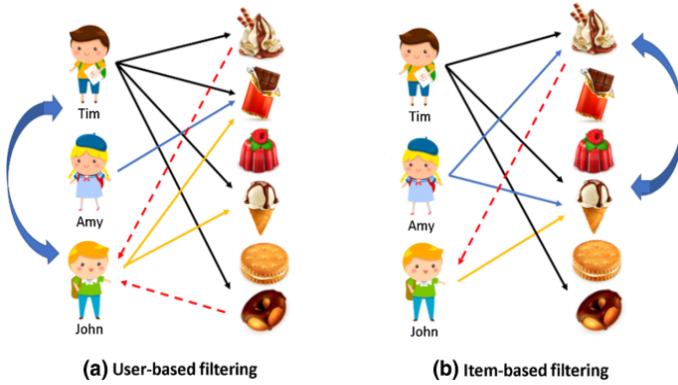 Tim
Amy
John
(a) User-based filtering
Tim
Amy
John
(b) Item-based filtering